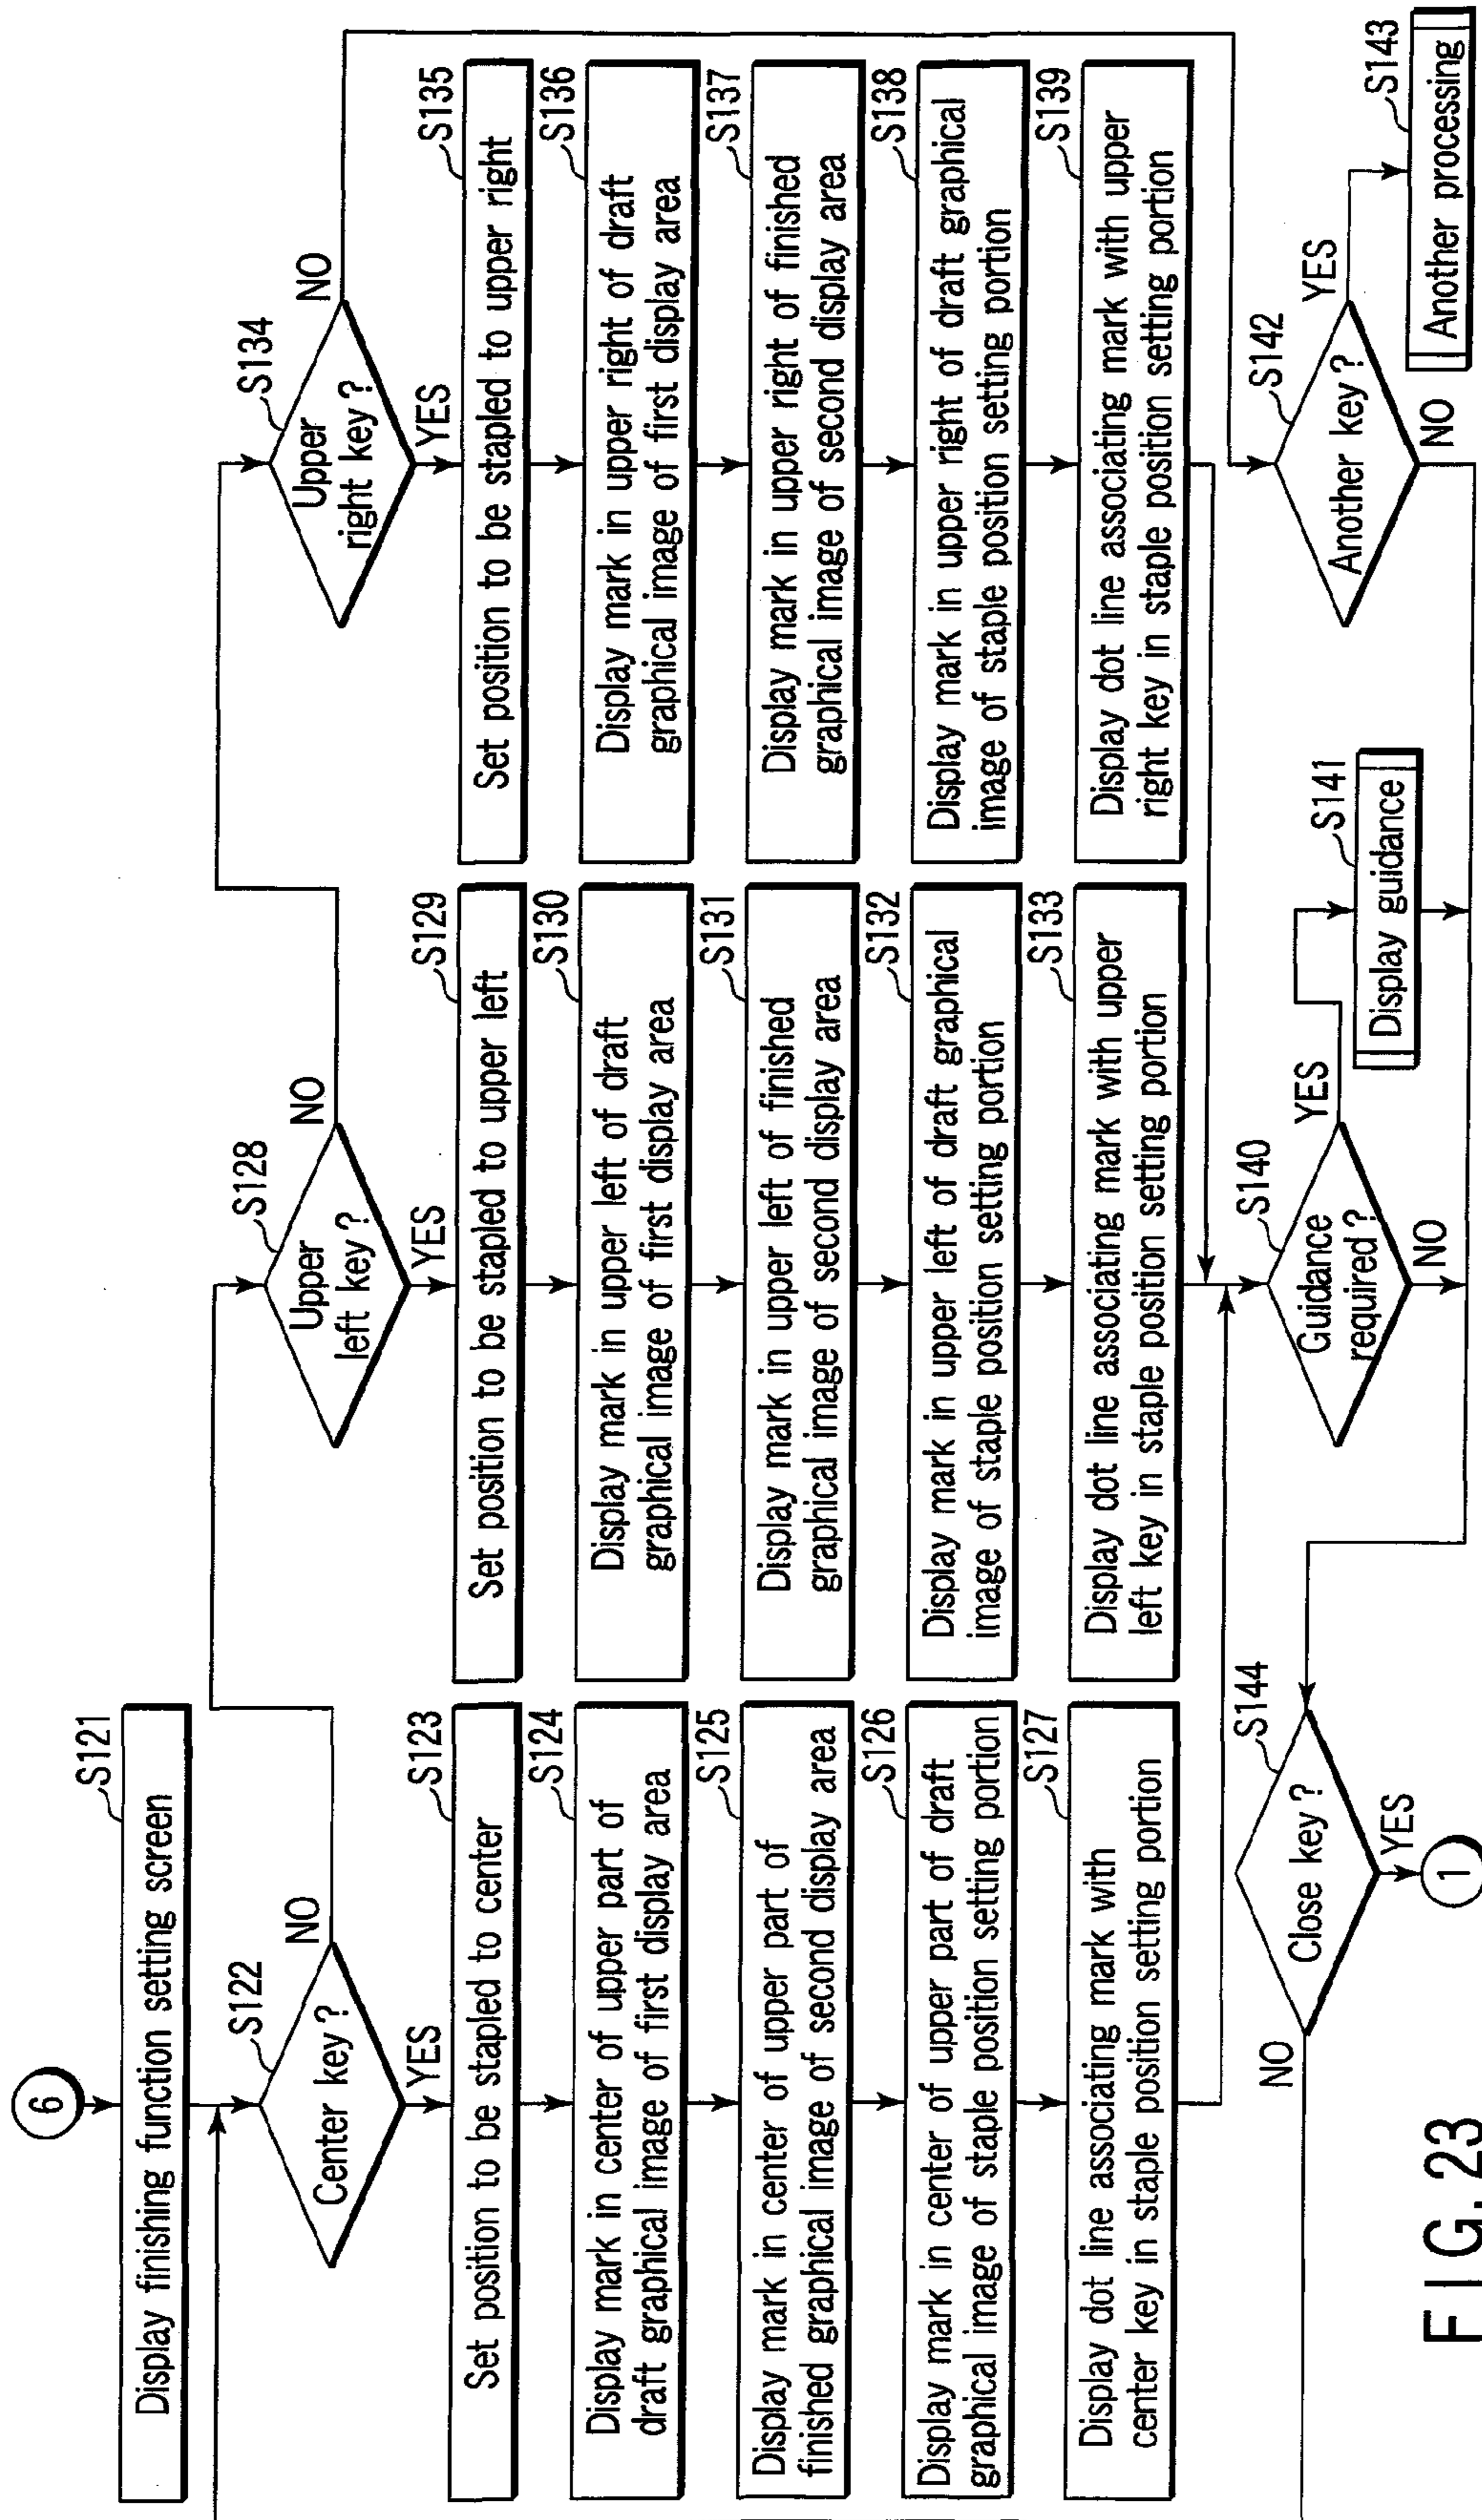 6
S121
Display finishing function setting screen
S122
Center key?
NO
YES
S123
Set position to be stapled to center
S124
Display mark in center of upper part of
draft graphical image of first display area
S125
Display mark in center of upper part of
finished graphical image of second display area
S126
Display mark in center of upper part of draft
graphical image of staple position setting portion
S127
Display dot line associating mark with
center key in staple position setting portion
S128
Upper
left key?
NO
YES
S129
Set position to be stapled to upper left
S130
Display mark in upper left of draft
graphical image of first display area
S131
Display mark in upper left of finished
graphical image of second display area
S132
Display mark in upper left of draft graphical
image of staple position setting portion
S133
Display dot line associating mark with upper
left key in staple position setting portion
S134
Upper
right key?
NO
YES
S135
Set position to be stapled to upper right
S136
Display mark in upper right of draft
graphical image of first display area
S137
Display mark in upper right of finished
graphical image of second display area
S138
Display mark in upper right of draft graphical
image of staple position setting portion
S139
Display dot line associating mark with upper
right key in staple position setting portion
S140
Guidance
required?
YES
NO
S141
Display guidance
S142
Another key?
YES
NO
S143
Another processing
S144
Close key?
NO
YES
1
FIG. 23